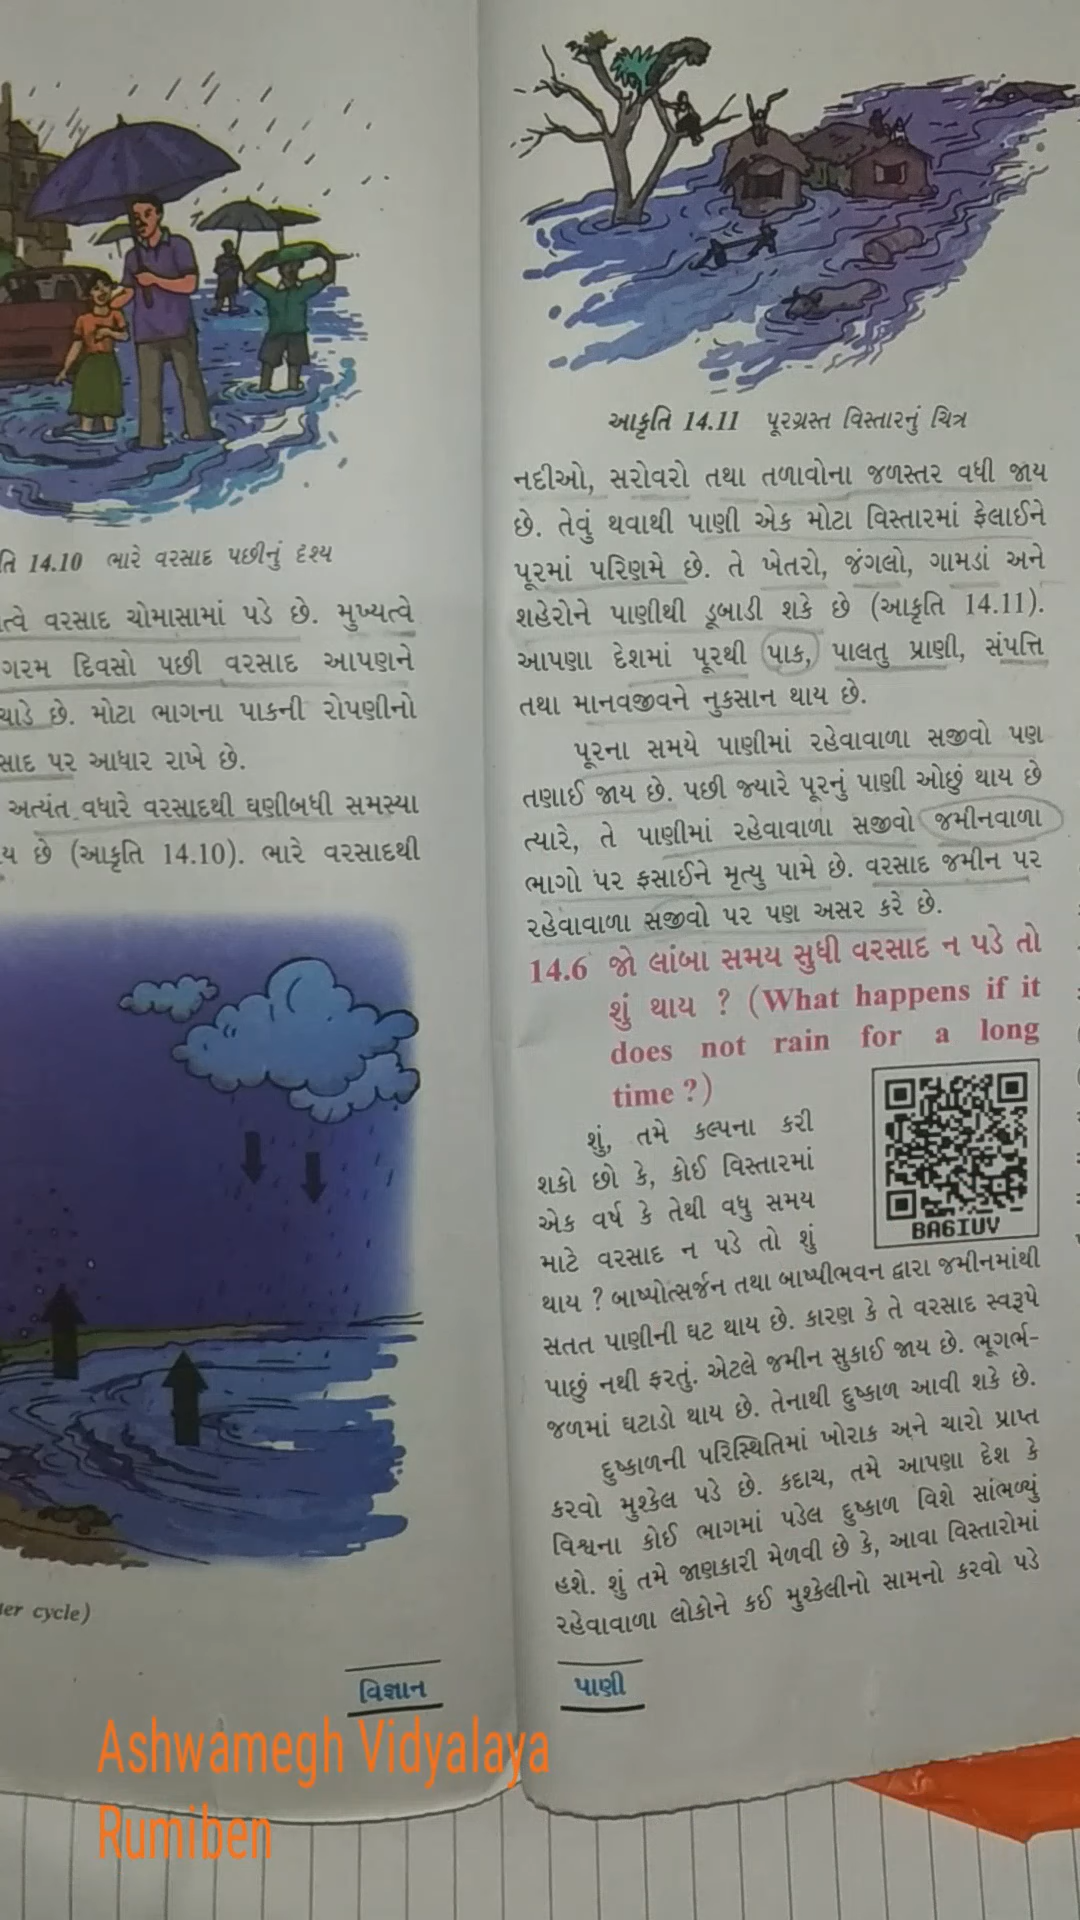 14.10 ભારે વરસાદ પછીનું દૃશ્ય
વરસાદ ચોમાસામાં પડે છે. મુખ્યત્વે
ગરમ દિવસો પછી વરસાદ આપણને
છે. મોટા ભાગના પાકની રોપણીનો
પર આધાર રાખે છે.
અત્યંત વધારે વરસાદથી ઘણીબધી સમસ્યા
છે (આકૃતિ 14.10). ભારે વરસાદથી
cycle)
વિજ્ઞાન
આકૃતિ 14.11 પૂરગ્રસ્ત વિસ્તારનું ચિત્ર
નદીઓ, સરોવરો તથા તળાવોના જળસ્તર વધી જાય
છે. તેવું થવાથી પાણી એક મોટા વિસ્તારમાં ફેલાઈને
પૂરમાં પરિણમે છે. તે ખેતરો, જંગલો, ગામડાં અને
શહેરોને પાણીથી ડૂબાડી શકે છે (આકૃતિ 14.11).
આપણા દેશમાં પૂરથી પાક, પાલતુ પ્રાણી, સંપત્તિ
તથા માનવજીવને નુકસાન થાય છે.
પૂરના સમયે પાણીમાં રહેવાવાળા સજીવો પણ
તણાઈ જાય છે. પછી જ્યારે પૂરનું પાણી ઓછું થાય છે
ત્યારે, તે પાણીમાં રહેવાવાળા સજીવો જમીનવાળા
ભાગો પર ફસાઈને મૃત્યુ પામે છે. વરસાદ જમીન પર
રહેવાવાળા સજીવો પર પણ અસર કરે છે.
14.6 જો લાંબા સમય સુધી વરસાદ ન પડે તો
શું થાય ? (What happens if it
does not rain for a long
time ?)
શું, તમે કલ્પના કરી
શકો છો કે, કોઈ વિસ્તારમાં
એક વર્ષ કે તેથી વધુ સમય
માટે વરસાદ ન પડે તો શું
BA6IUV
થાય ? બાષ્પોત્સર્જન તથા બાષ્પીભવન દ્વારા જમીનમાંથી
સતત પાણીની ઘટ થાય છે. કારણ કે તે વરસાદ સ્વરૂપે
પાછું નથી ફરતું. એટલે જમીન સુકાઈ જાય છે. ભૂગર્ભ-
જળમાં ઘટાડો થાય છે. તેનાથી દુષ્કાળ આવી શકે છે.
દુષ્કાળની પરિસ્થિતિમાં ખોરાક અને ચારો પ્રાપ્ત
કરવો મુશ્કેલ પડે છે. કદાચ, તમે આપણા દેશ કે
વિશ્વના કોઈ ભાગમાં પડેલ દુષ્કાળ વિશે સાંભળ્યું
હશે. શું તમે જાણકારી મેળવી છે કે, આવા વિસ્તારોમાં
રહેવાવાળા લોકોને કઈ મુશ્કેલીનો સામનો કરવો પડે
પાણી
Ashwamegh Vidyalaya
Rumiben